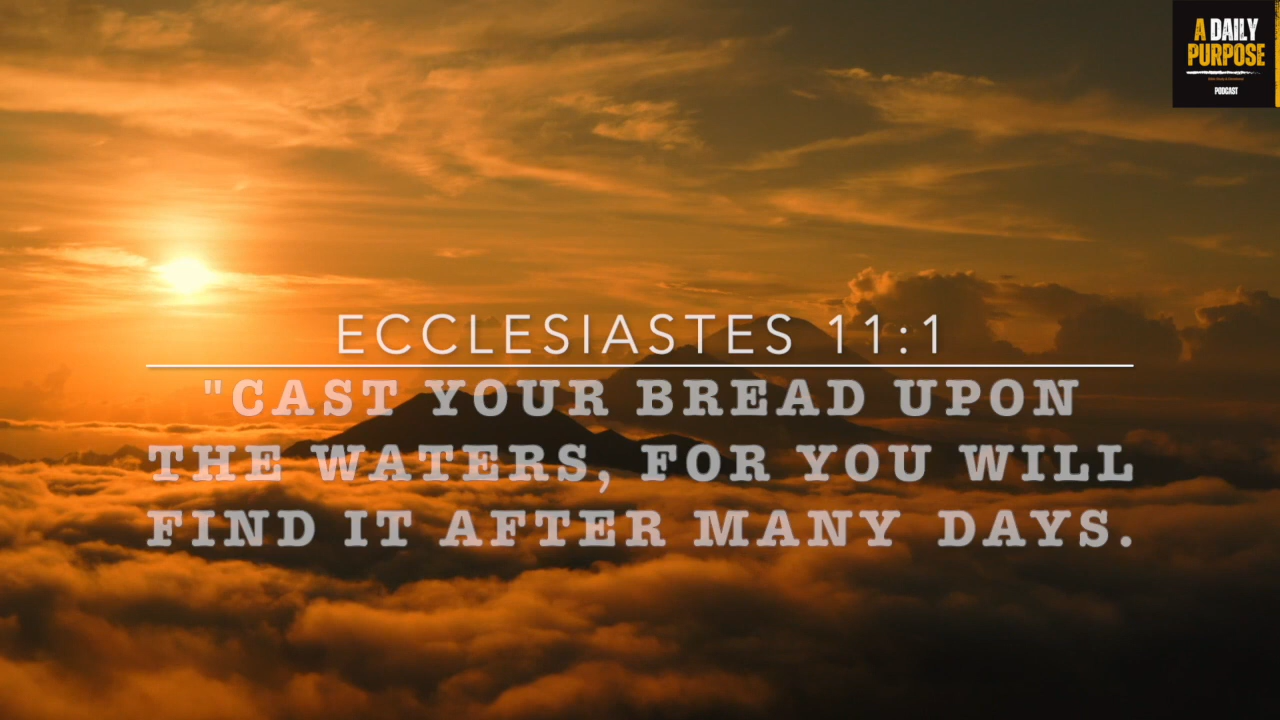 A DAILY
PURPOSE
PODCAST
ECCLESIASTES 11:1
"CAST YOUR BREAD UPON
THE WATERS, FOR YOU WILL
FIND IT AFTER MANY DAYS.